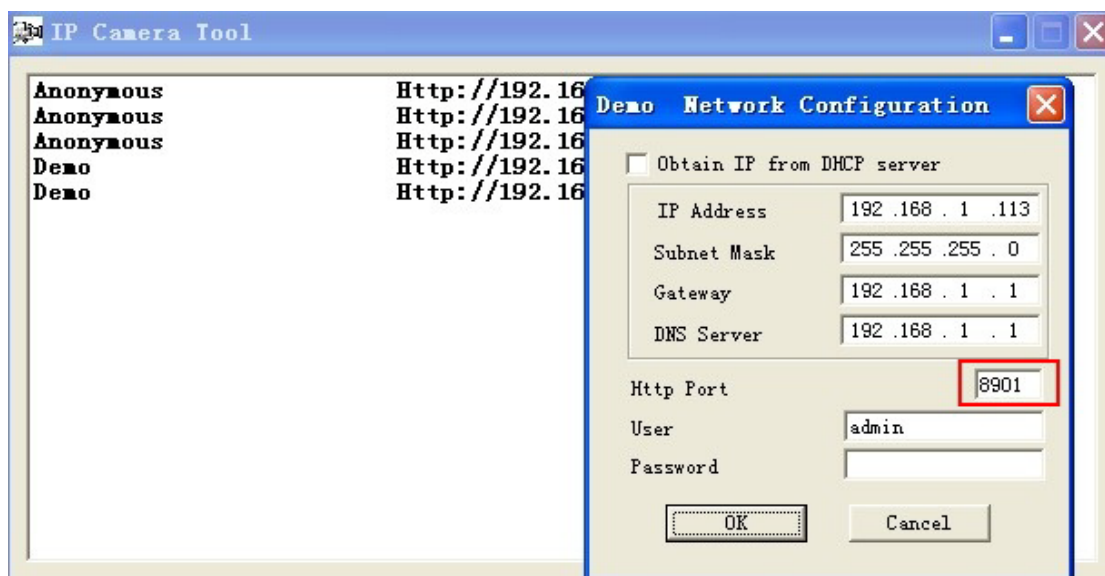 IP Camera Tool
Anonymous Http://192.16
Anonymous Http://192.16
Anonymous Http://192.16
Demo Http://192.16
Demo Http://192.16
Demo Network Configuration
Obtain IP from DHCP server
IP Address 192 .168 . 1 .113
Subnet Mask 255 .255 .255 . 0
Gateway 192 .168 . 1 . 1
DNS Server 192 .168 . 1 . 1
Http Port 8901
User admin
Password
OK Cancel